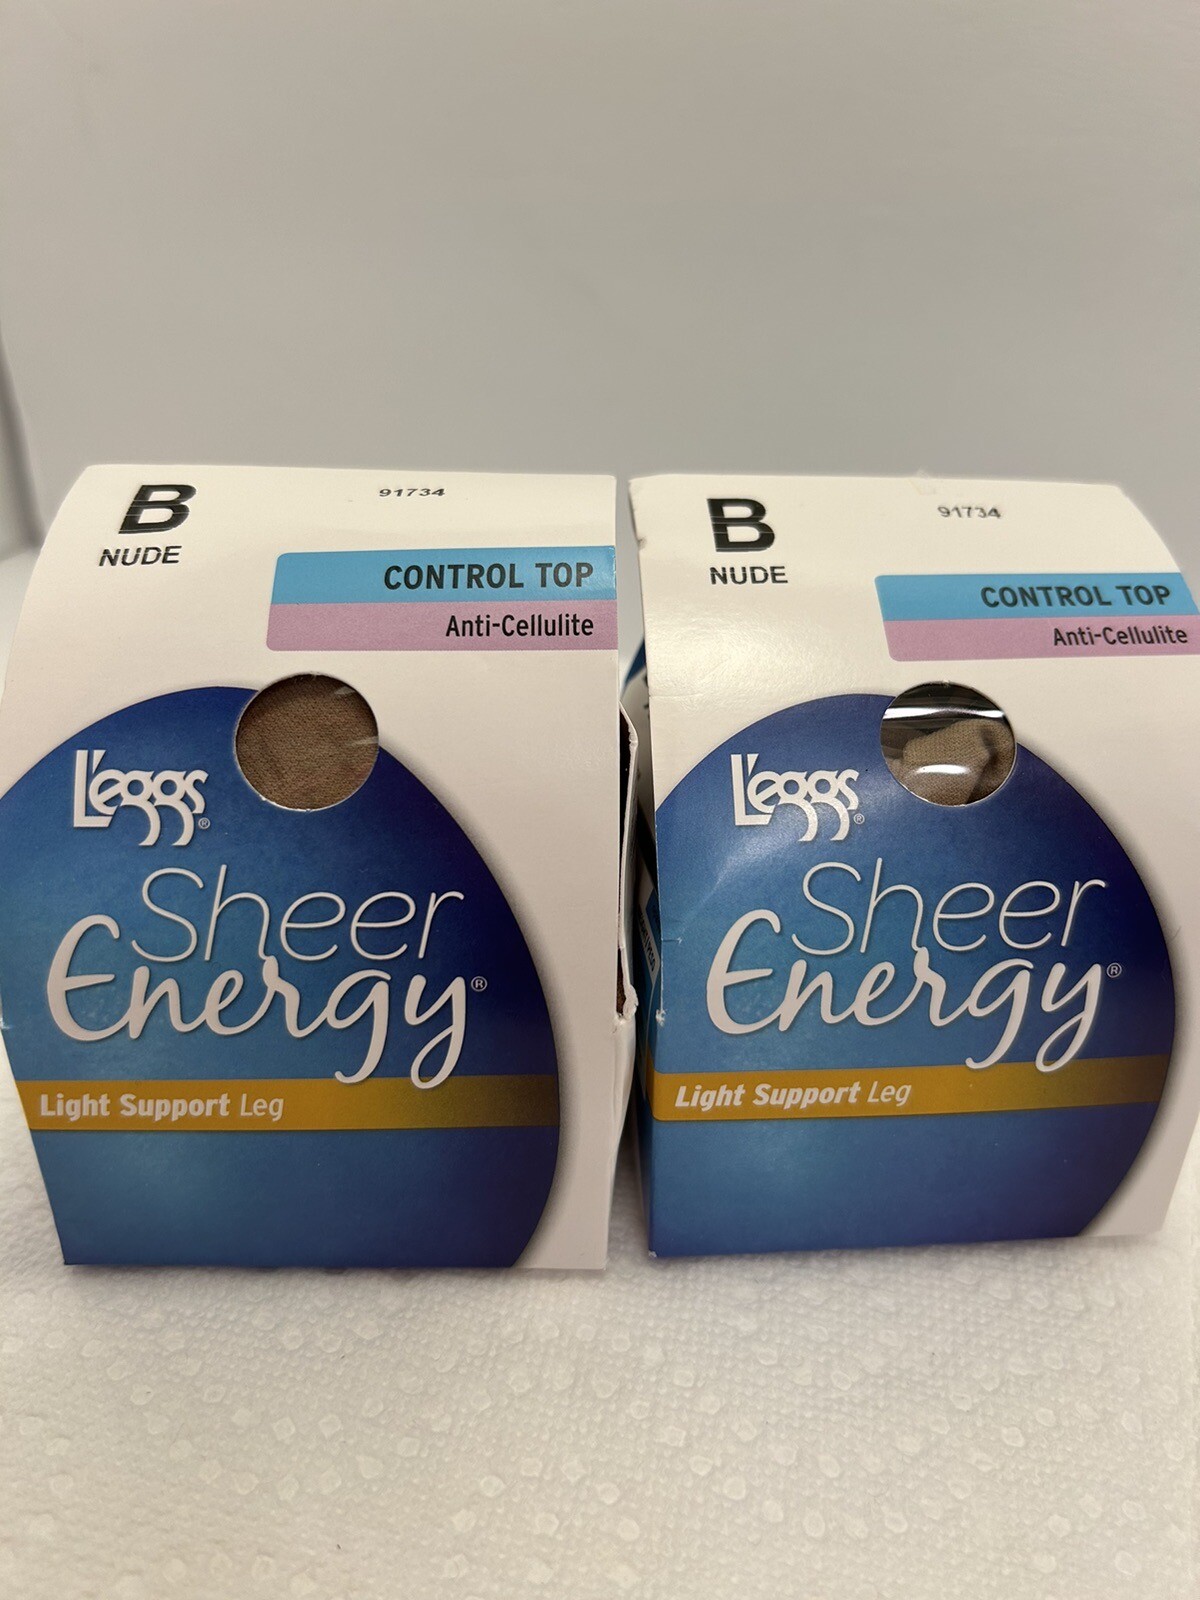 B
NUDE
91734
CONTROL TOP
Anti-Cellulite
L'eggs®
Sheer
Energy®
Light Support Leg
B
NUDE
91734
CONTROL TOP
Anti-Cellulite
L'eggs®
Sheer
Energy®
Light Support Leg